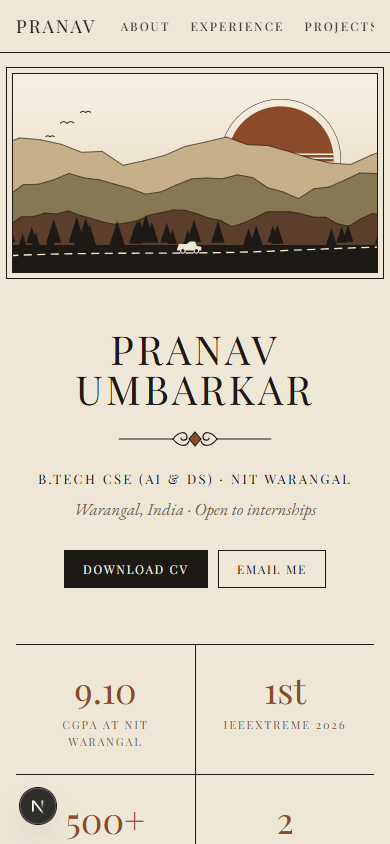 PRANAV ABOUT EXPERIENCE PROJECTS
PRANAV
UMBARKAR
B.TECH CSE (AI & DS) · NIT WARANGAL
Warangal, India · Open to internships
DOWNLOAD CV EMAIL ME
9.10
CGPA AT NIT
WARANGAL
1st
IEEEXTREME 2026
N
500+
2